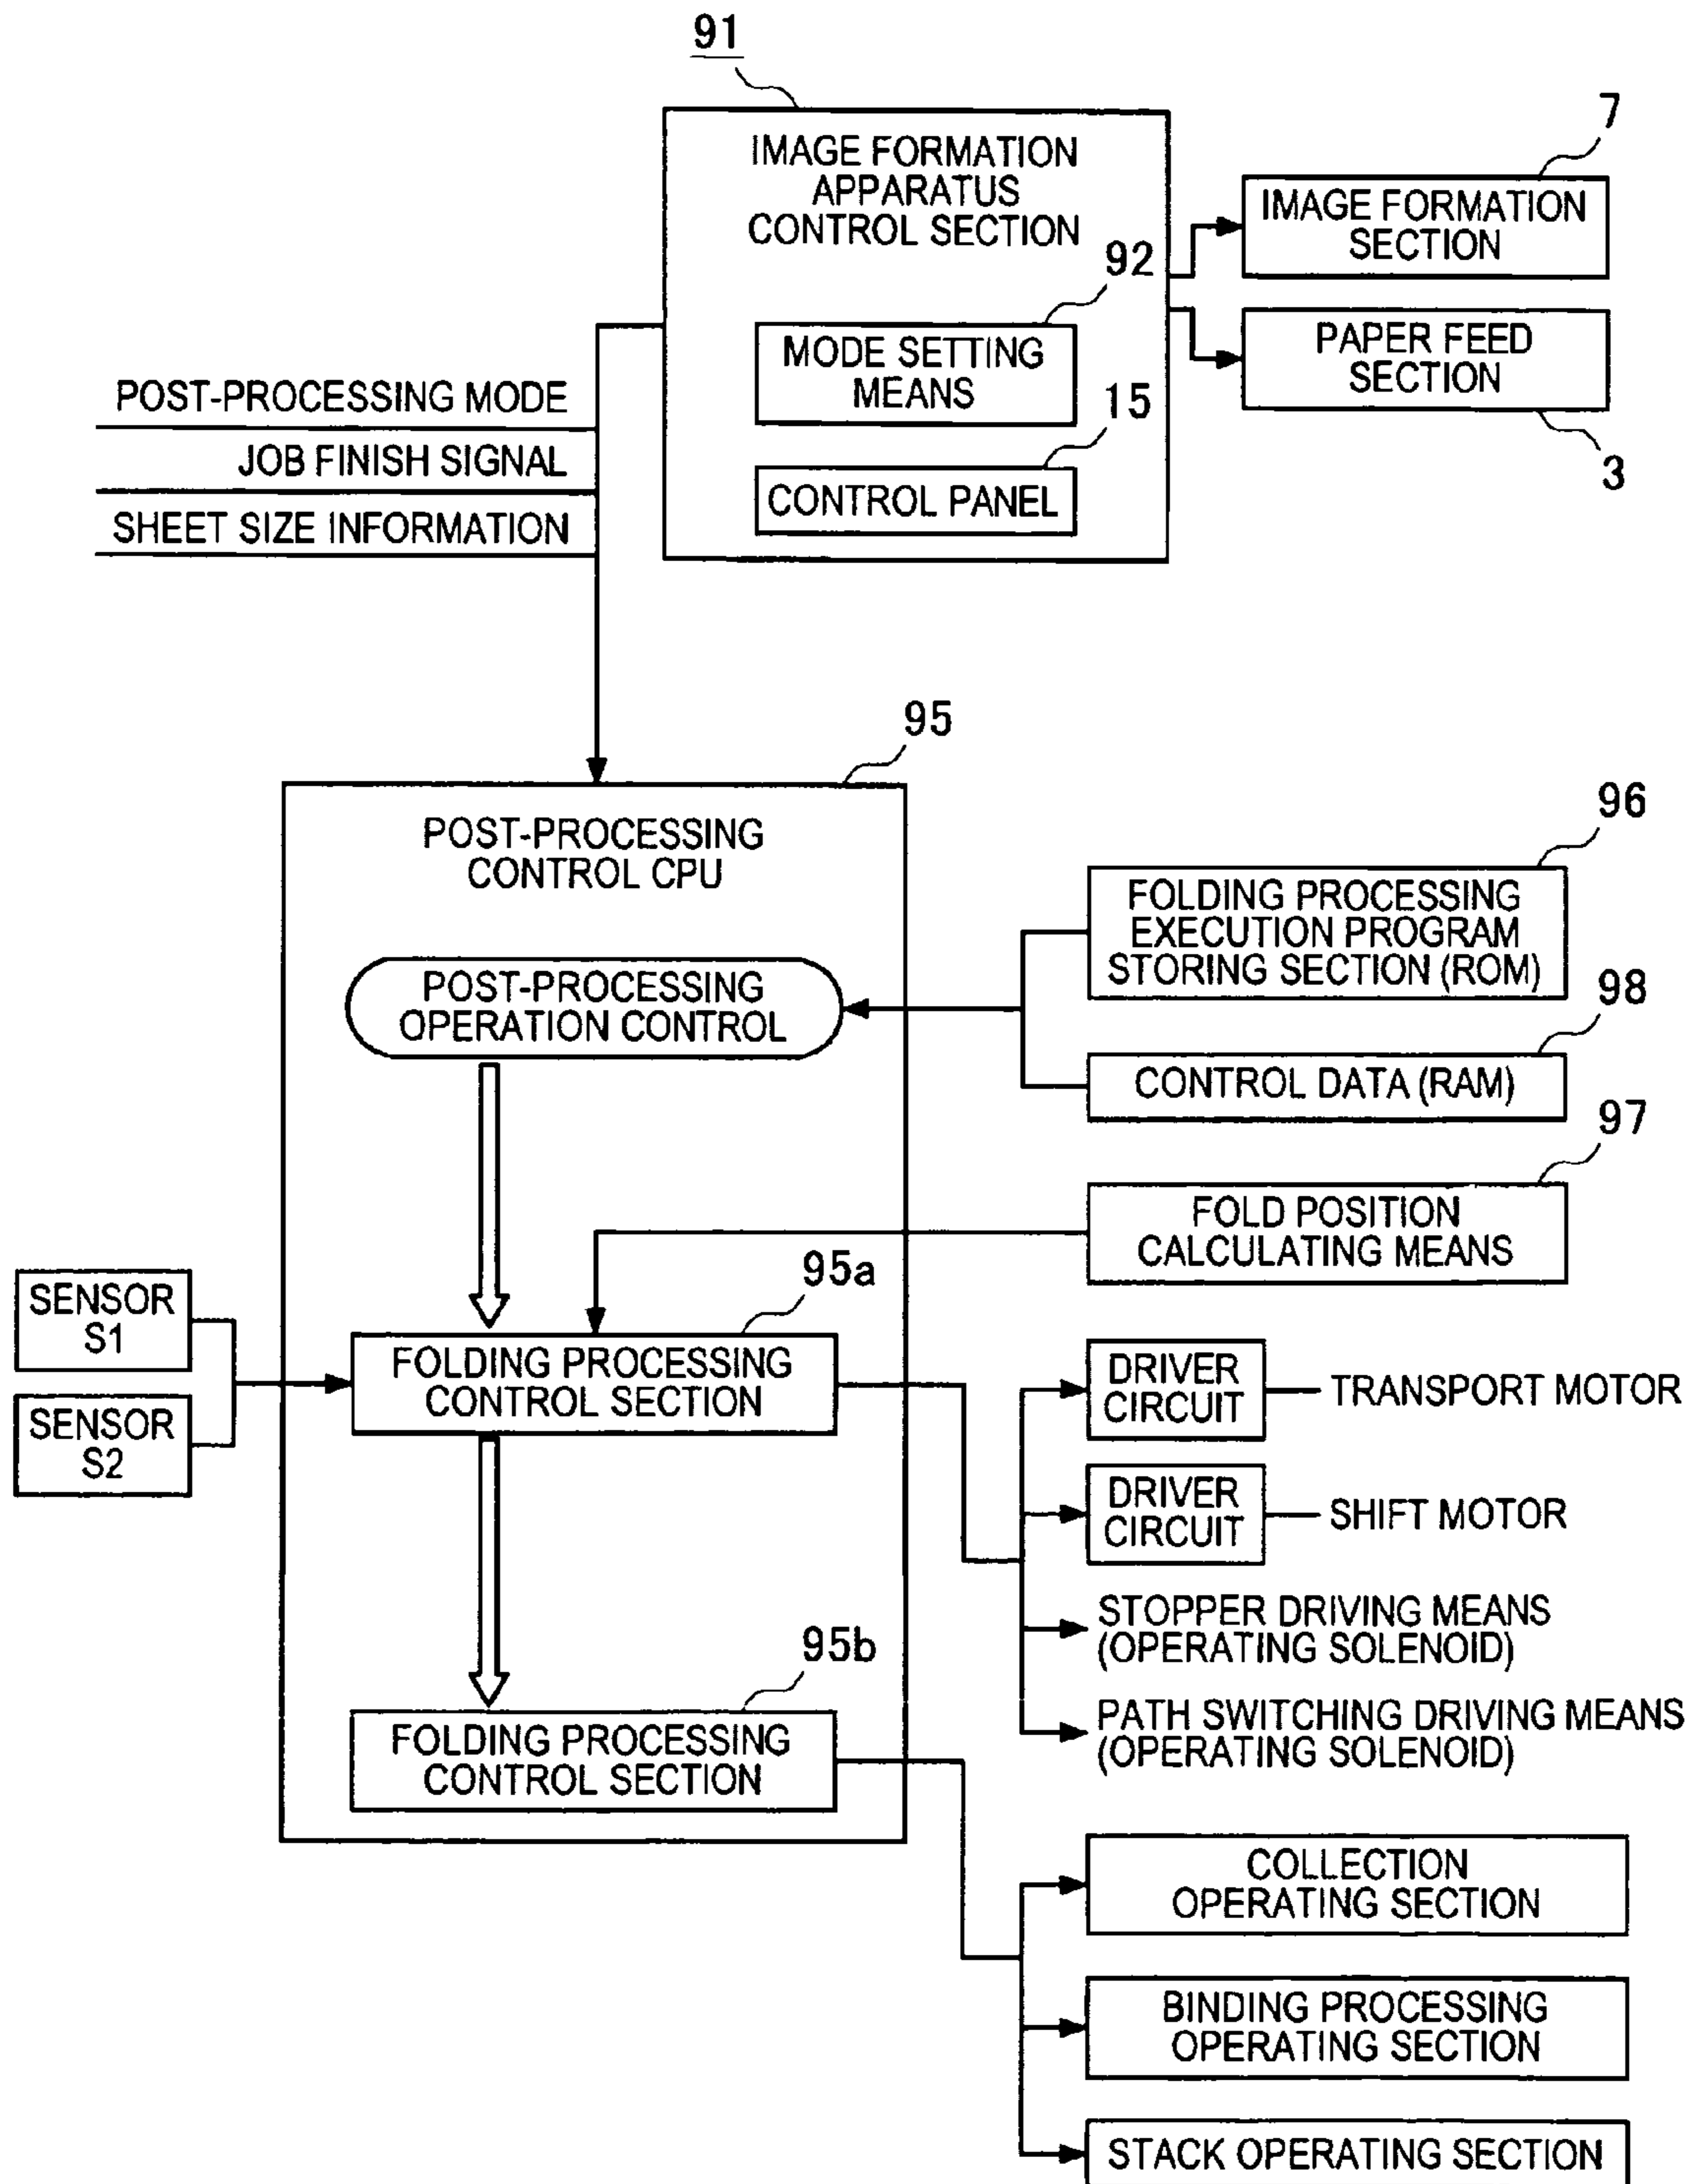 91
IMAGE FORMATION
APPARATUS
CONTROL SECTION
92
MODE SETTING
MEANS
15
CONTROL PANEL
7
IMAGE FORMATION
SECTION
PAPER FEED
SECTION
3
POST-PROCESSING MODE
JOB FINISH SIGNAL
SHEET SIZE INFORMATION
95
POST-PROCESSING
CONTROL CPU
POST-PROCESSING
OPERATION CONTROL
96
FOLDING PROCESSING
EXECUTION PROGRAM
STORING SECTION (ROM)
98
CONTROL DATA (RAM)
97
FOLD POSITION
CALCULATING MEANS
SENSOR
S1
SENSOR
S2
95a
FOLDING PROCESSING
CONTROL SECTION
DRIVER
CIRCUIT
TRANSPORT MOTOR
DRIVER
CIRCUIT
SHIFT MOTOR
STOPPER DRIVING MEANS
(OPERATING SOLENOID)
PATH SWITCHING DRIVING MEANS
(OPERATING SOLENOID)
95b
FOLDING PROCESSING
CONTROL SECTION
COLLECTION
OPERATING SECTION
BINDING PROCESSING
OPERATING SECTION
STACK OPERATING SECTION